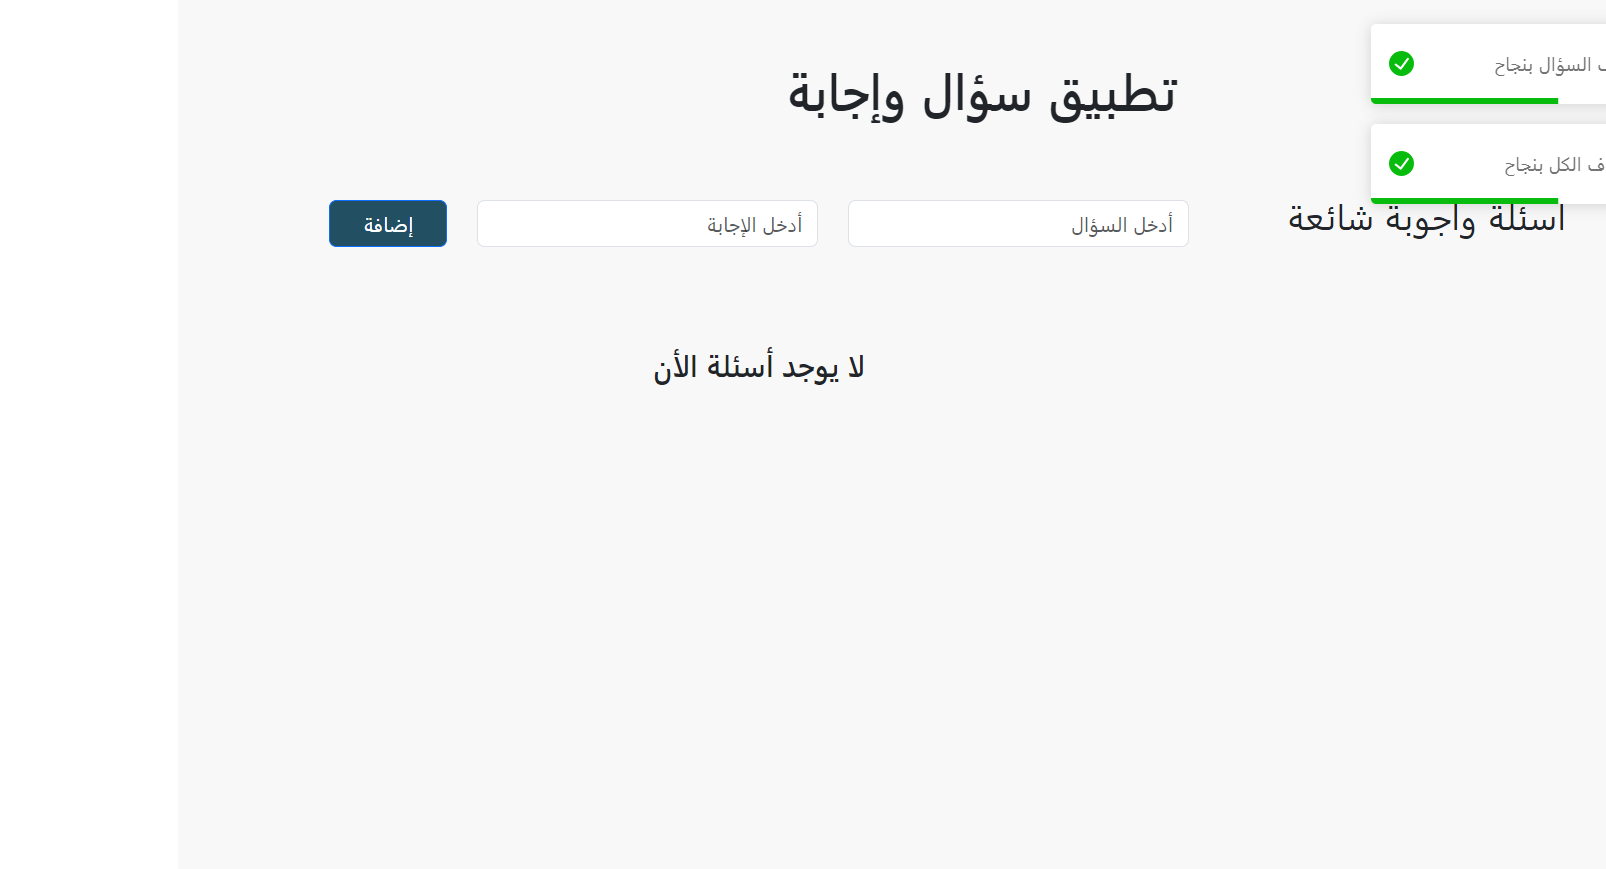 تطبيق سؤال وإجابة
السؤال بنجاح
الكل بنجاح
اسئلة واجوبة شائعة
أدخل السؤال
أدخل الإجابة
إضافة
لا يوجد أسئلة الأن